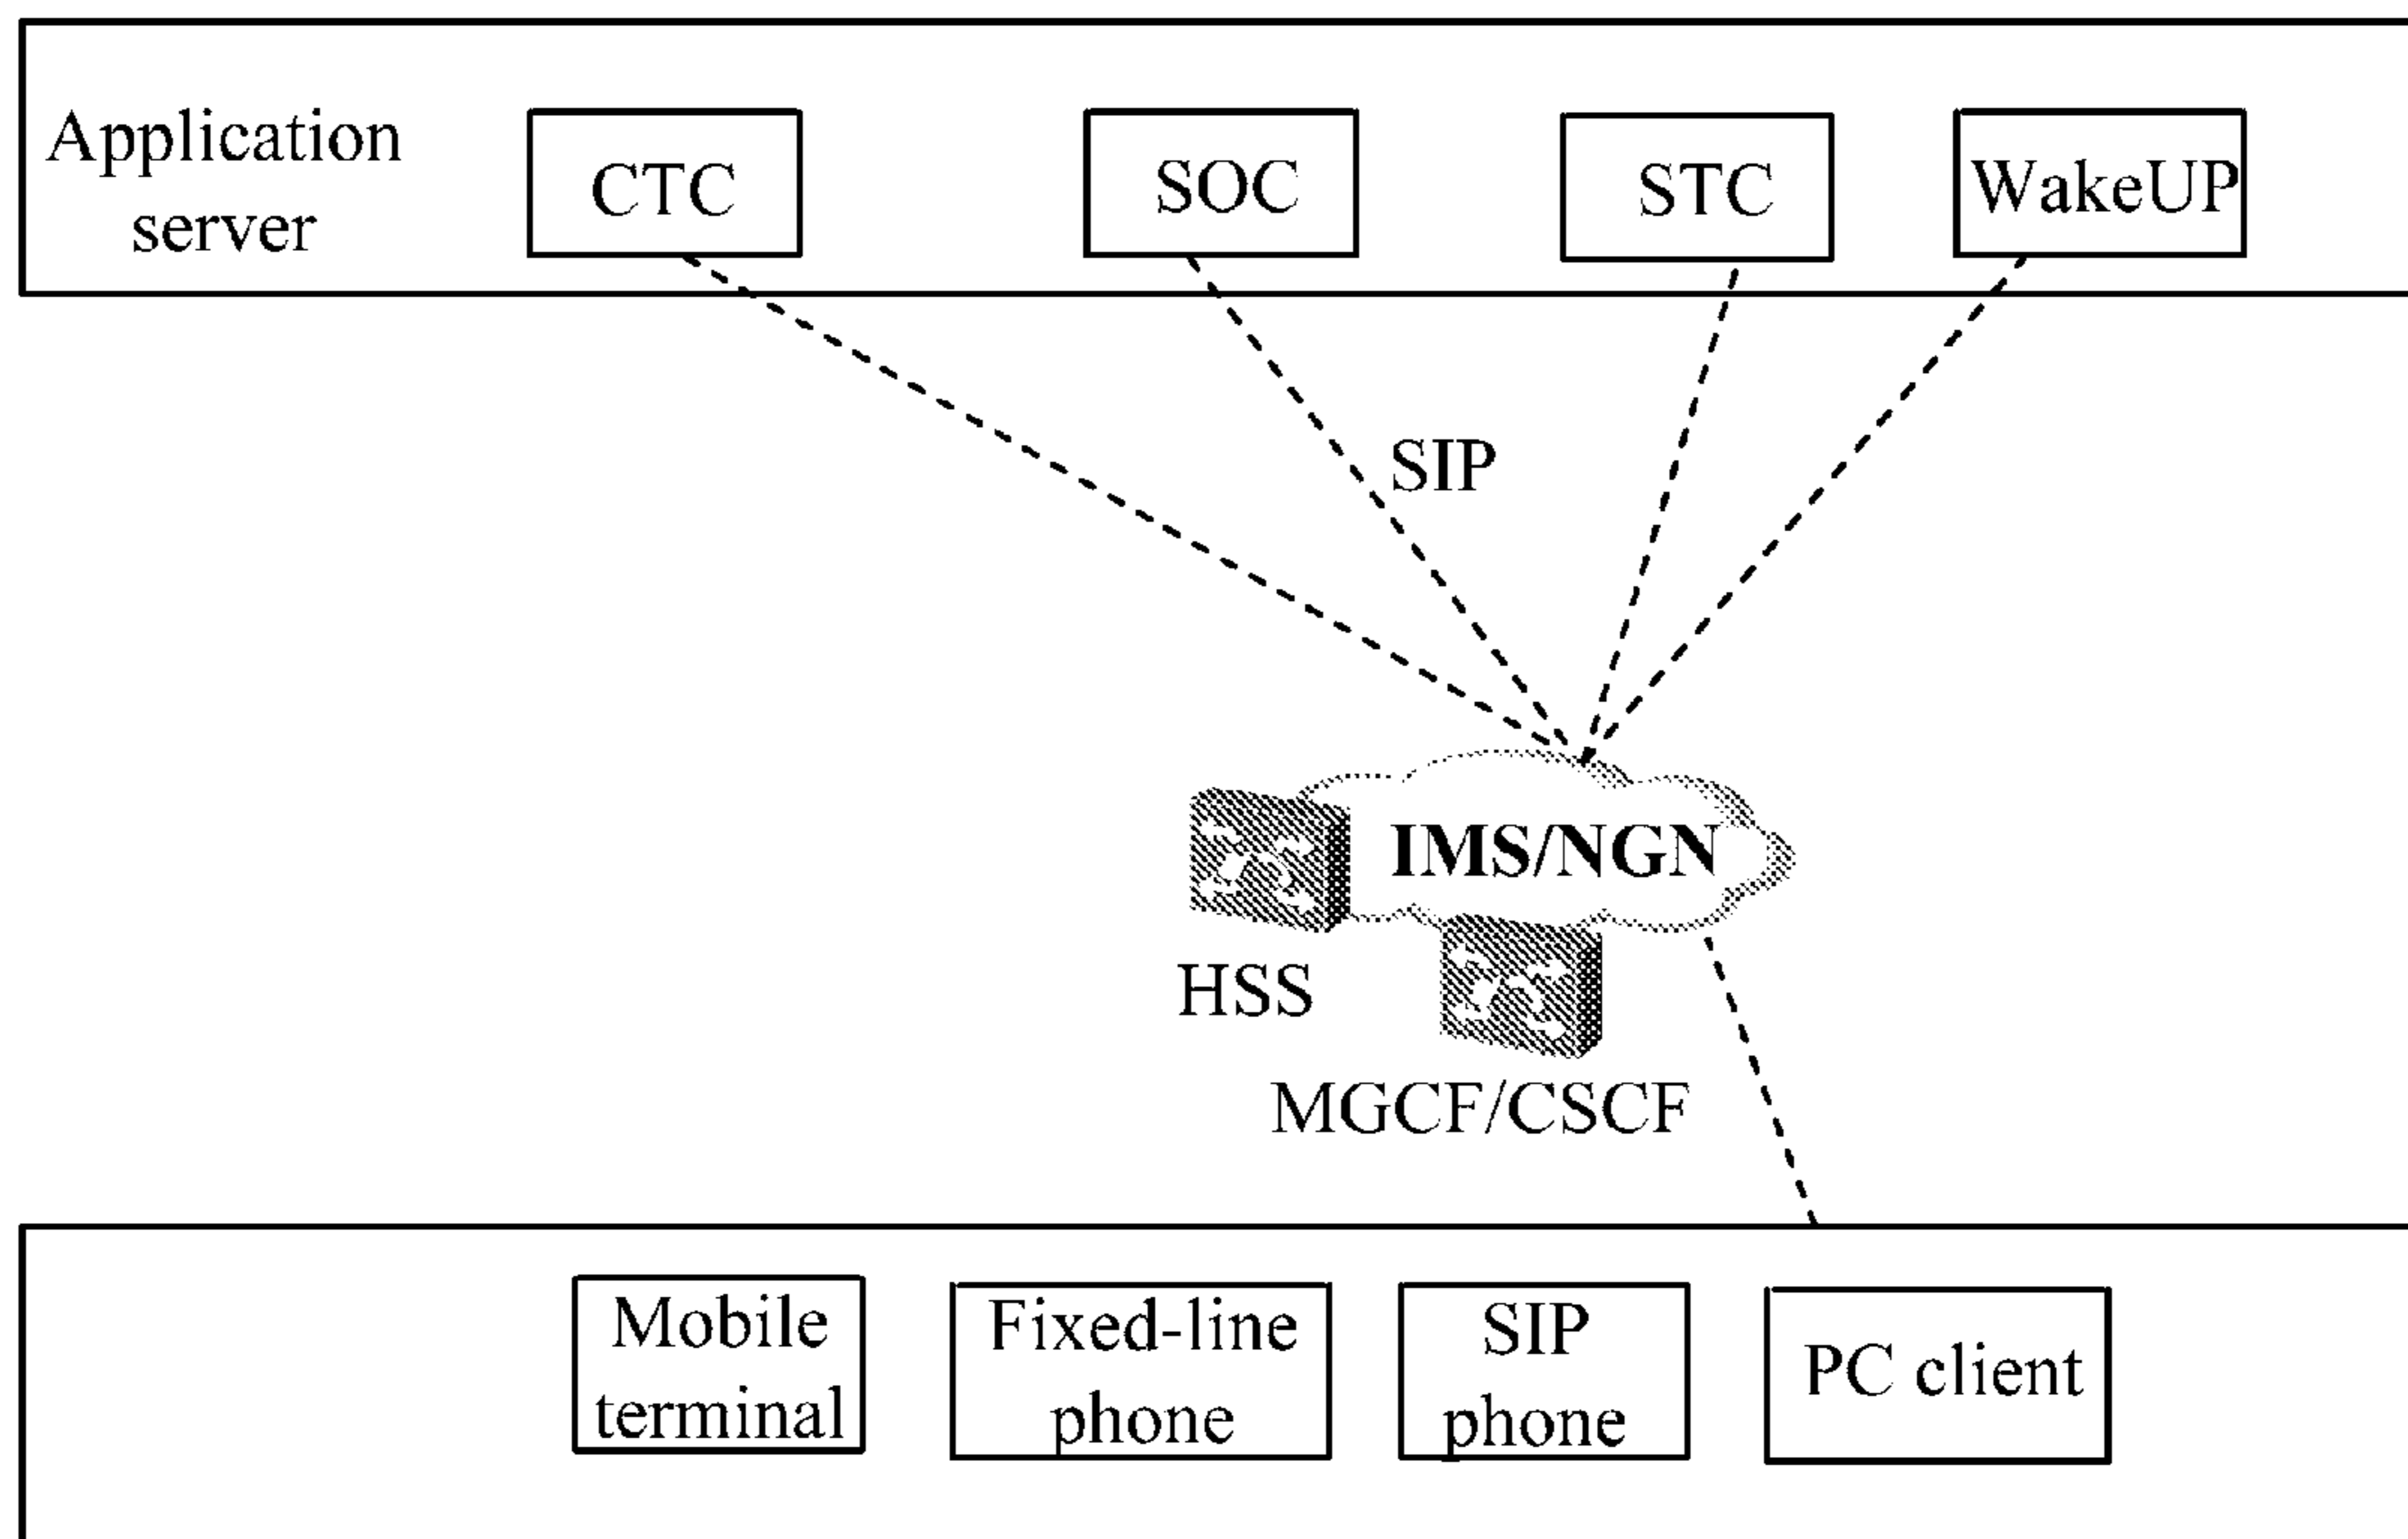 Application
server
CTC
SOC
STC
WakeUP
SIP
IMS/NGN
HSS
MGCF/CSCF
Mobile
terminal
Fixed-line
phone
SIP
phone
PC client